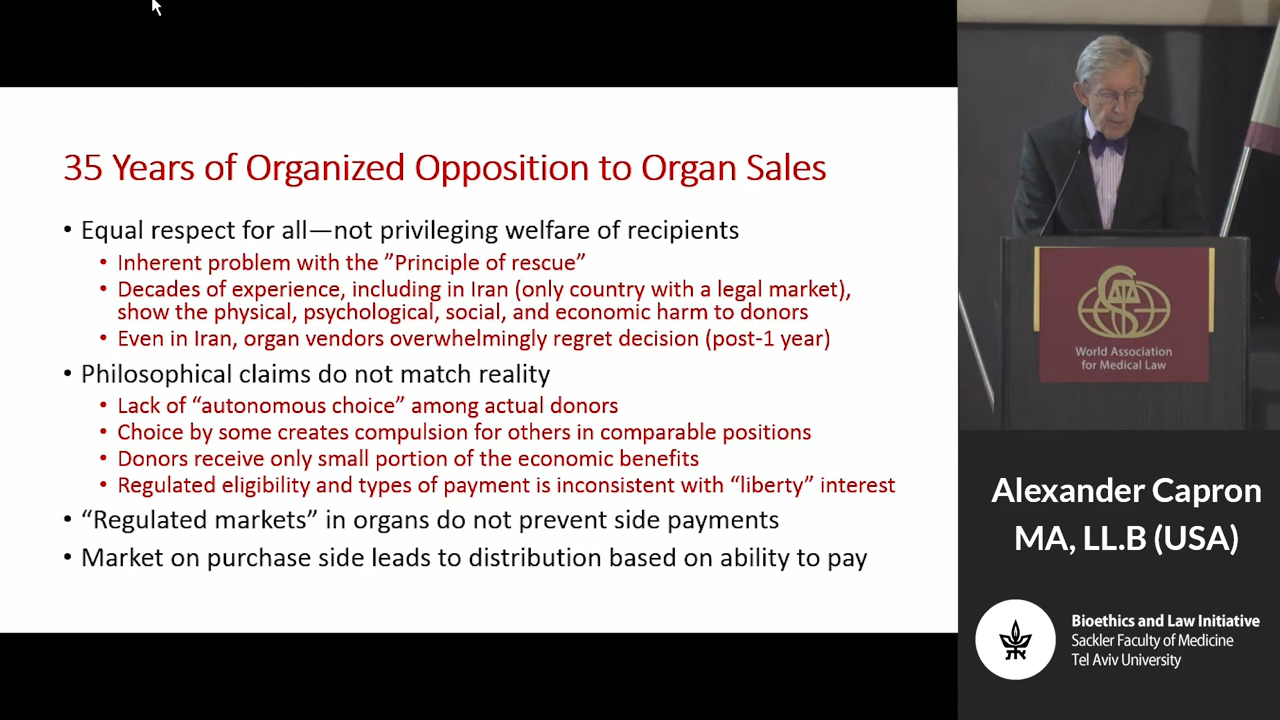 35 Years of Organized Opposition to Organ Sales
• Equal respect for all—not privileging welfare of recipients
• Inherent problem with the ”Principle of rescue”
• Decades of experience, including in Iran (only country with a legal market),
show the physical, psychological, social, and economic harm to donors
• Even in Iran, organ vendors overwhelmingly regret decision (post-1 year)
• Philosophical claims do not match reality
• Lack of “autonomous choice” among actual donors
• Choice by some creates compulsion for others in comparable positions
• Donors receive only small portion of the economic benefits
• Regulated eligibility and types of payment is inconsistent with “liberty” interest
• “Regulated markets” in organs do not prevent side payments
• Market on purchase side leads to distribution based on ability to pay
World Association
for Medical Law
Alexander Capron
MA, LL.B (USA)
Bioethics and Law Initiative
Sackler Faculty of Medicine
Tel Aviv University